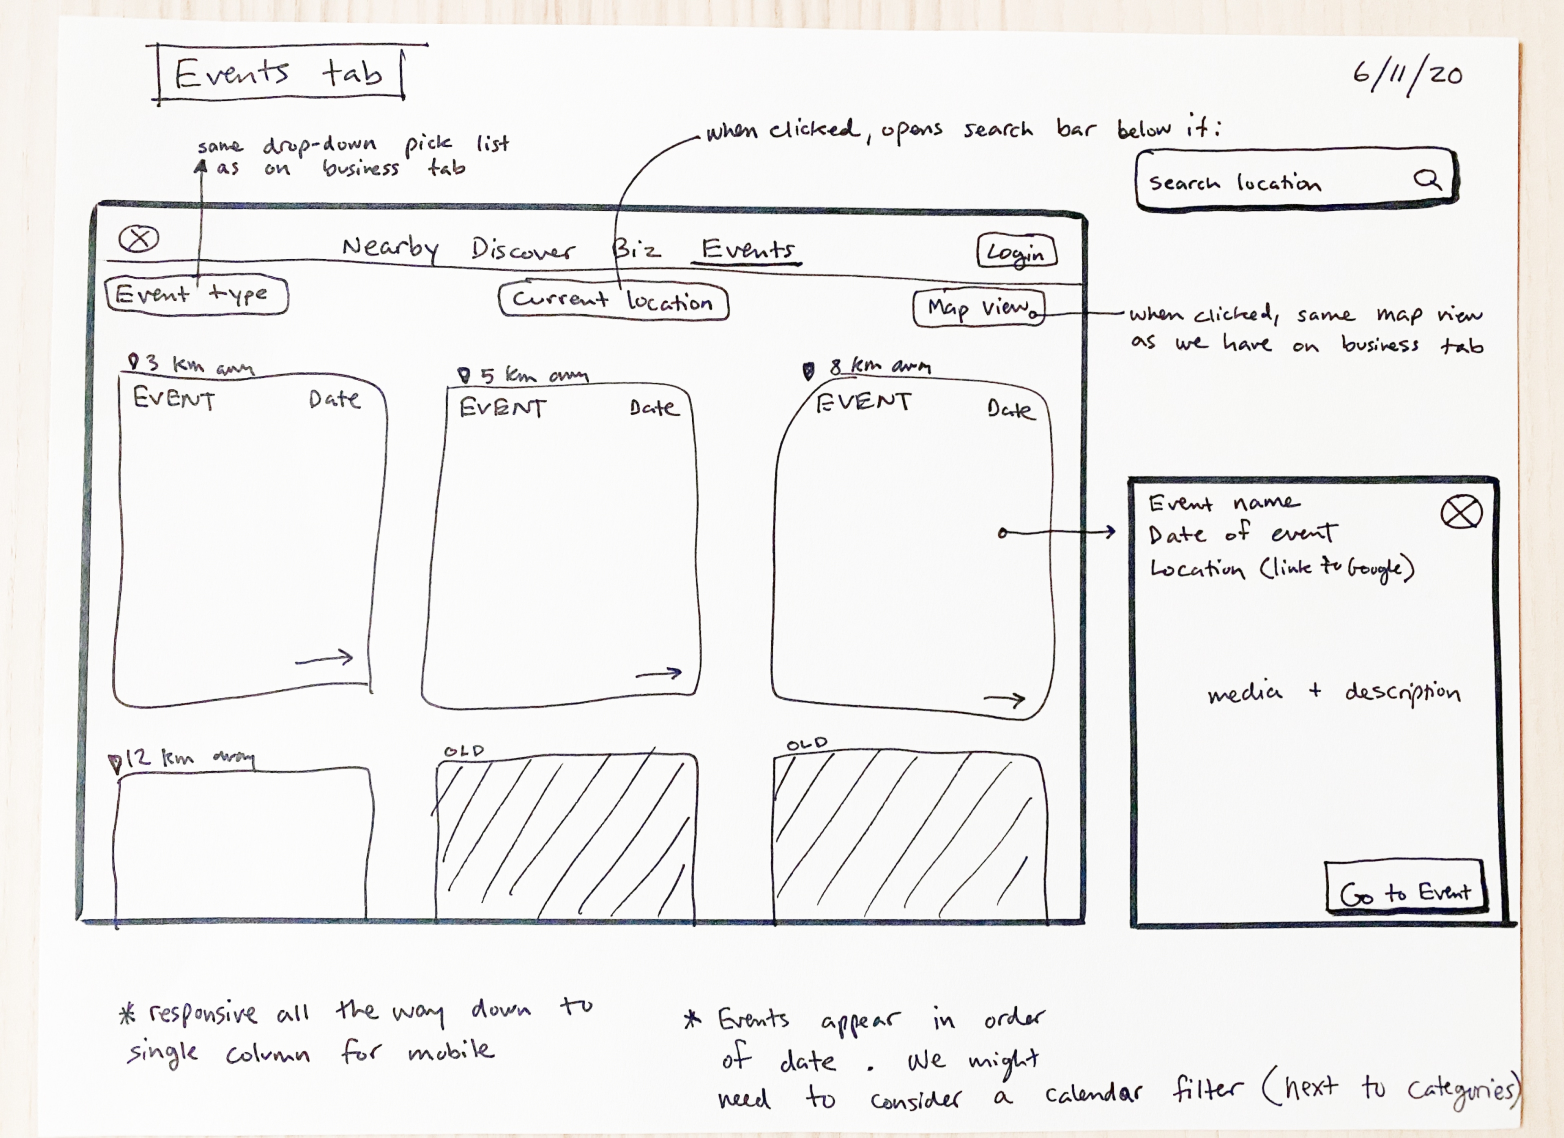 Events tab
6/11/20
same drop-down pick list
as on business tab
when clicked, opens search bar below it:
search location
Nearby Discover Biz Events
Login
Event type
Current location
Map view
when clicked, same map view
as we have on business tab
3 km away
EVENT Date
5 km away
EVENT Date
8 km away
EVENT Date
Event name
Date of event
Location (link to Google)
media + description
Go to Event
12 km away
OLD
OLD
* responsive all the way down to
single column for mobile
* Events appear in order
of date. We might
need to consider a calendar filter (next to categories)